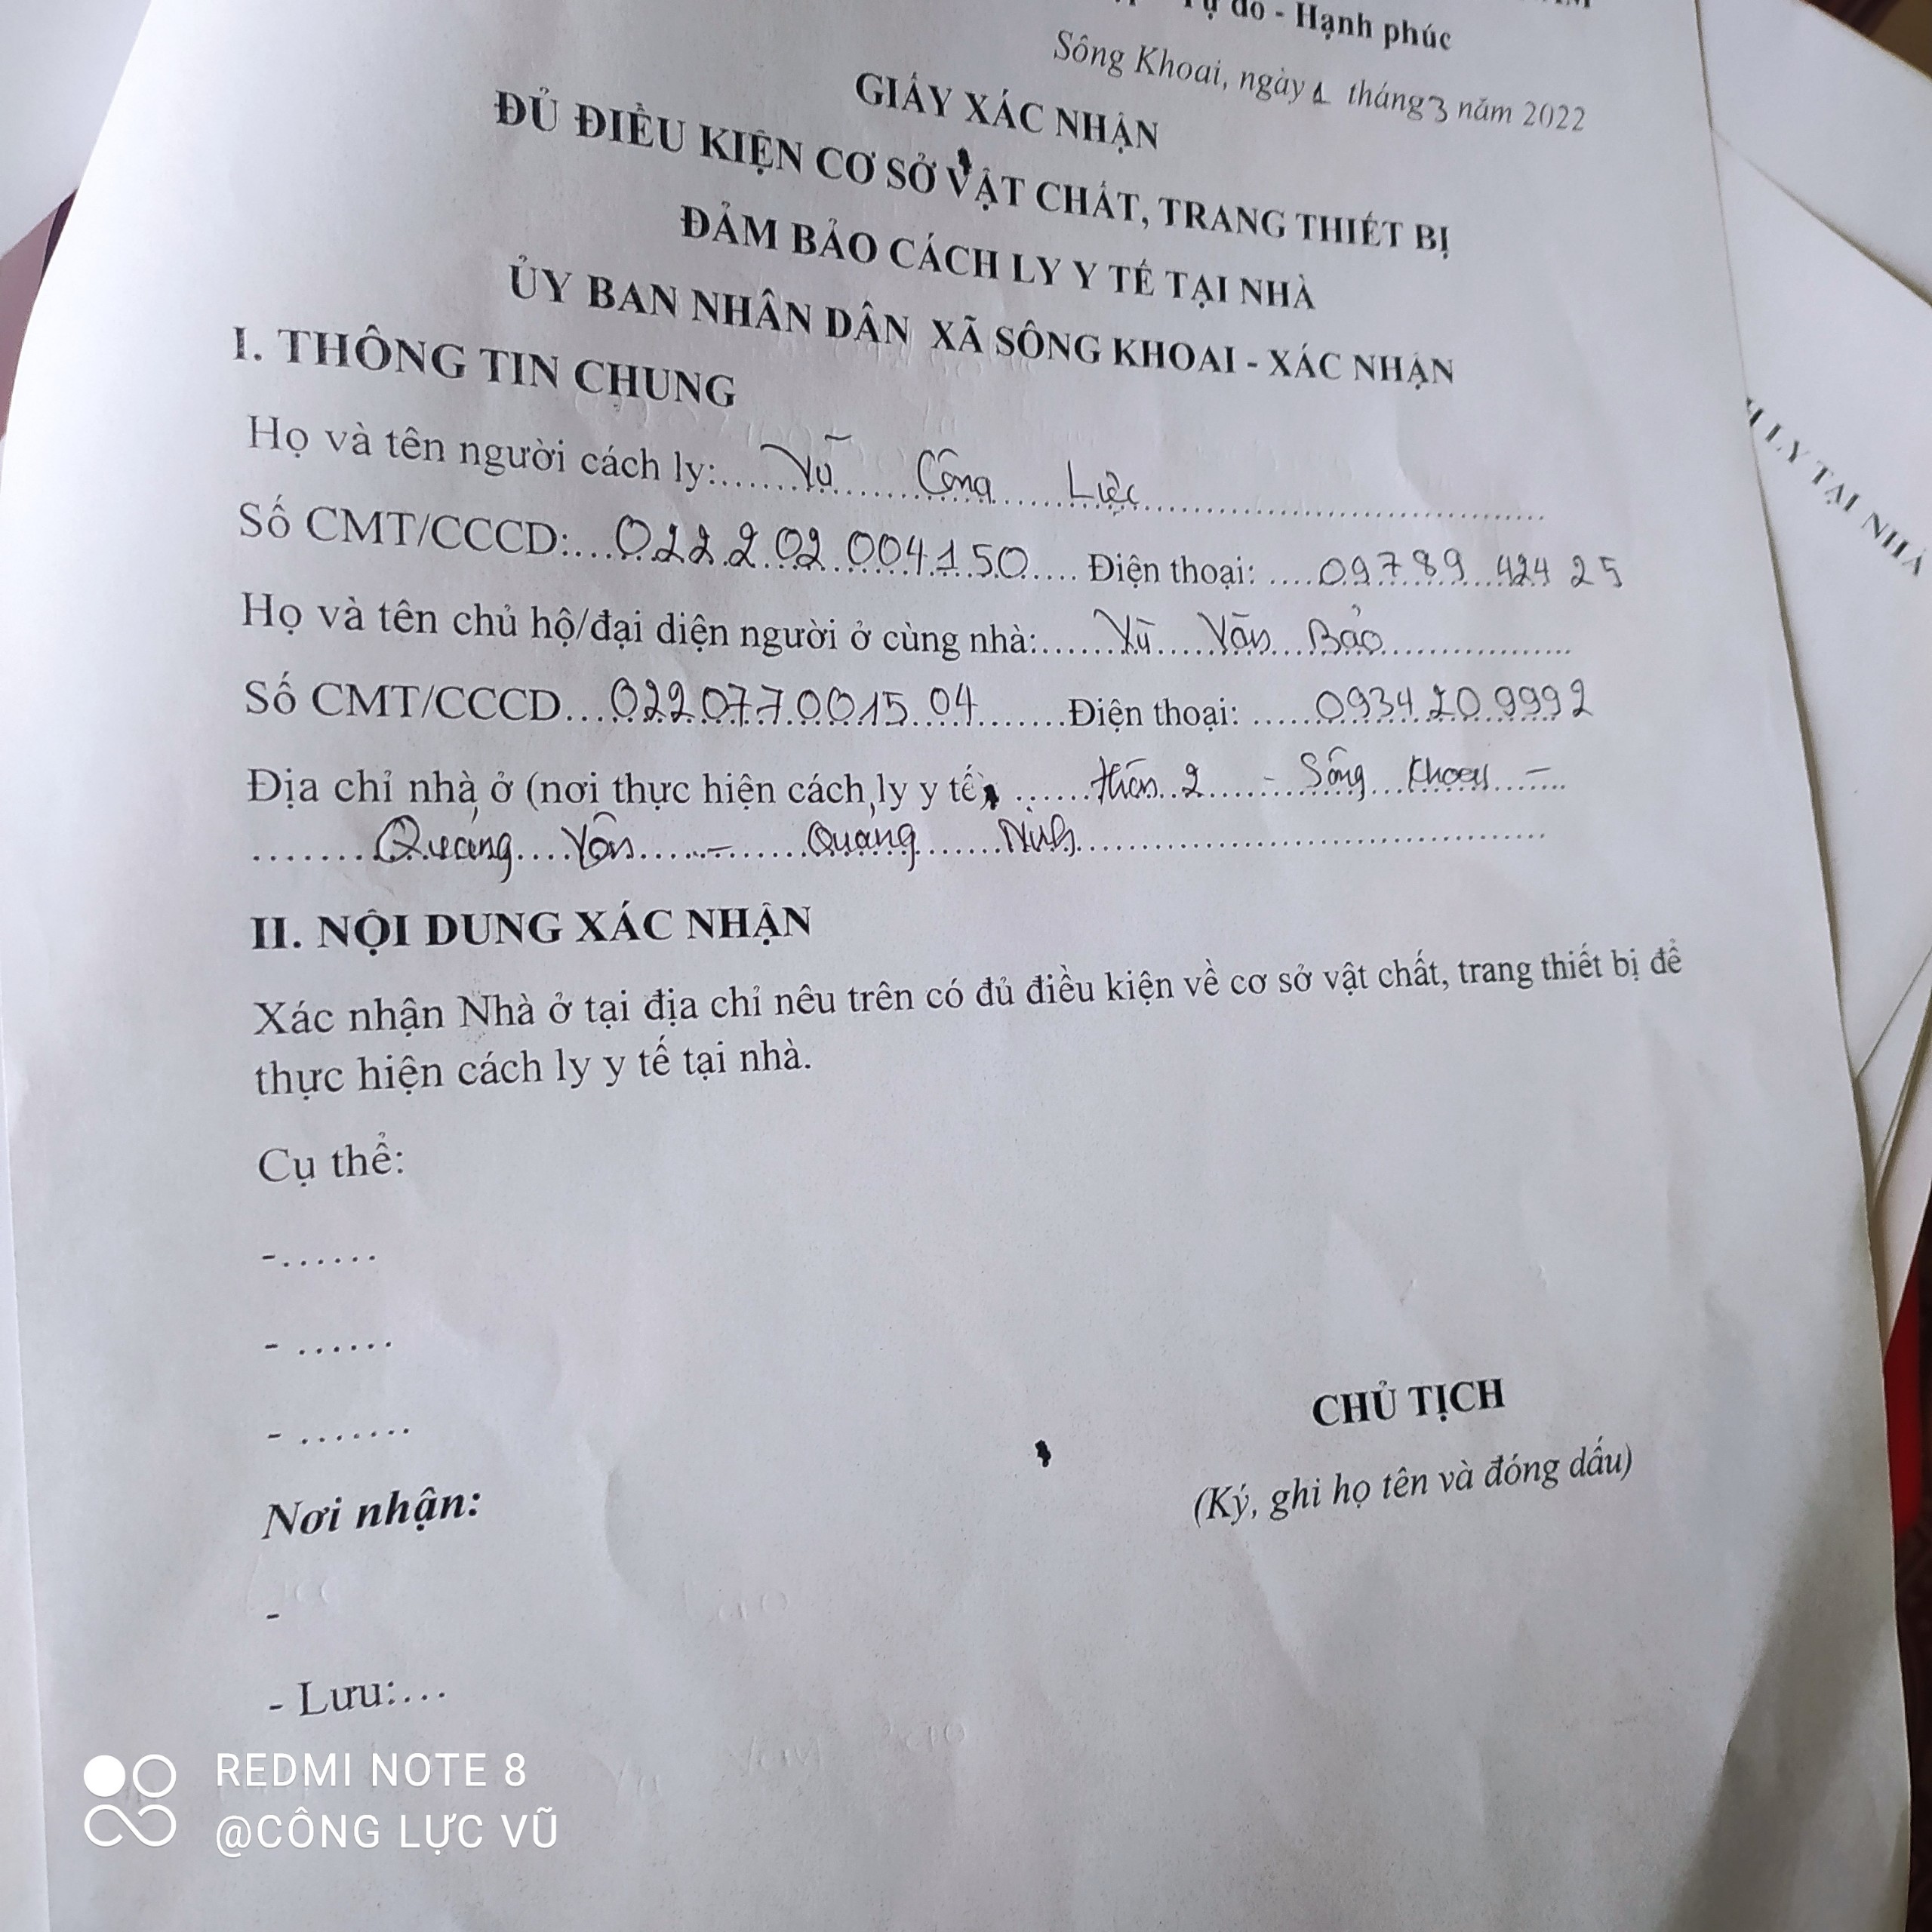 Tự do - Hạnh phúc
Sông Khoai, ngày 1 tháng 3 năm 2022
GIẤY XÁC NHẬN
ĐỦ ĐIỀU KIỆN CƠ SỞ VẬT CHẤT, TRANG THIẾT BỊ
ĐẢM BẢO CÁCH LY Y TẾ TẠI NHÀ
ỦY BAN NHÂN DÂN XÃ SÔNG KHOAI - XÁC NHẬN
I. THÔNG TIN CHUNG
Họ và tên người cách ly:......Vũ......Công......Lực......
Số CMT/CCCD:....022202004150.... Điện thoại: ....09789 424 25
Họ và tên chủ hộ/đại diện người ở cùng nhà:......Vũ.....Văn...Bảo......
Số CMT/CCCD...022077001504.......Điện thoại: .....0934209992
Địa chỉ nhà ở (nơi thực hiện cách ly y tế) ......thôn 2...... - Sông Khoai -....
.......Quảng....Yên.....-......Quảng......Ninh......
II. NỘI DUNG XÁC NHẬN
Xác nhận Nhà ở tại địa chỉ nêu trên có đủ điều kiện về cơ sở vật chất, trang thiết bị để
thực hiện cách ly y tế tại nhà.
Cụ thể:
-......
- ......
- .......
CHỦ TỊCH
(Ký, ghi họ tên và đóng dấu)
Nơi nhận:
-
- Lưu:...
LY TẠI NHÀ
REDMI NOTE 8
@CÔNG LỰC VŨ